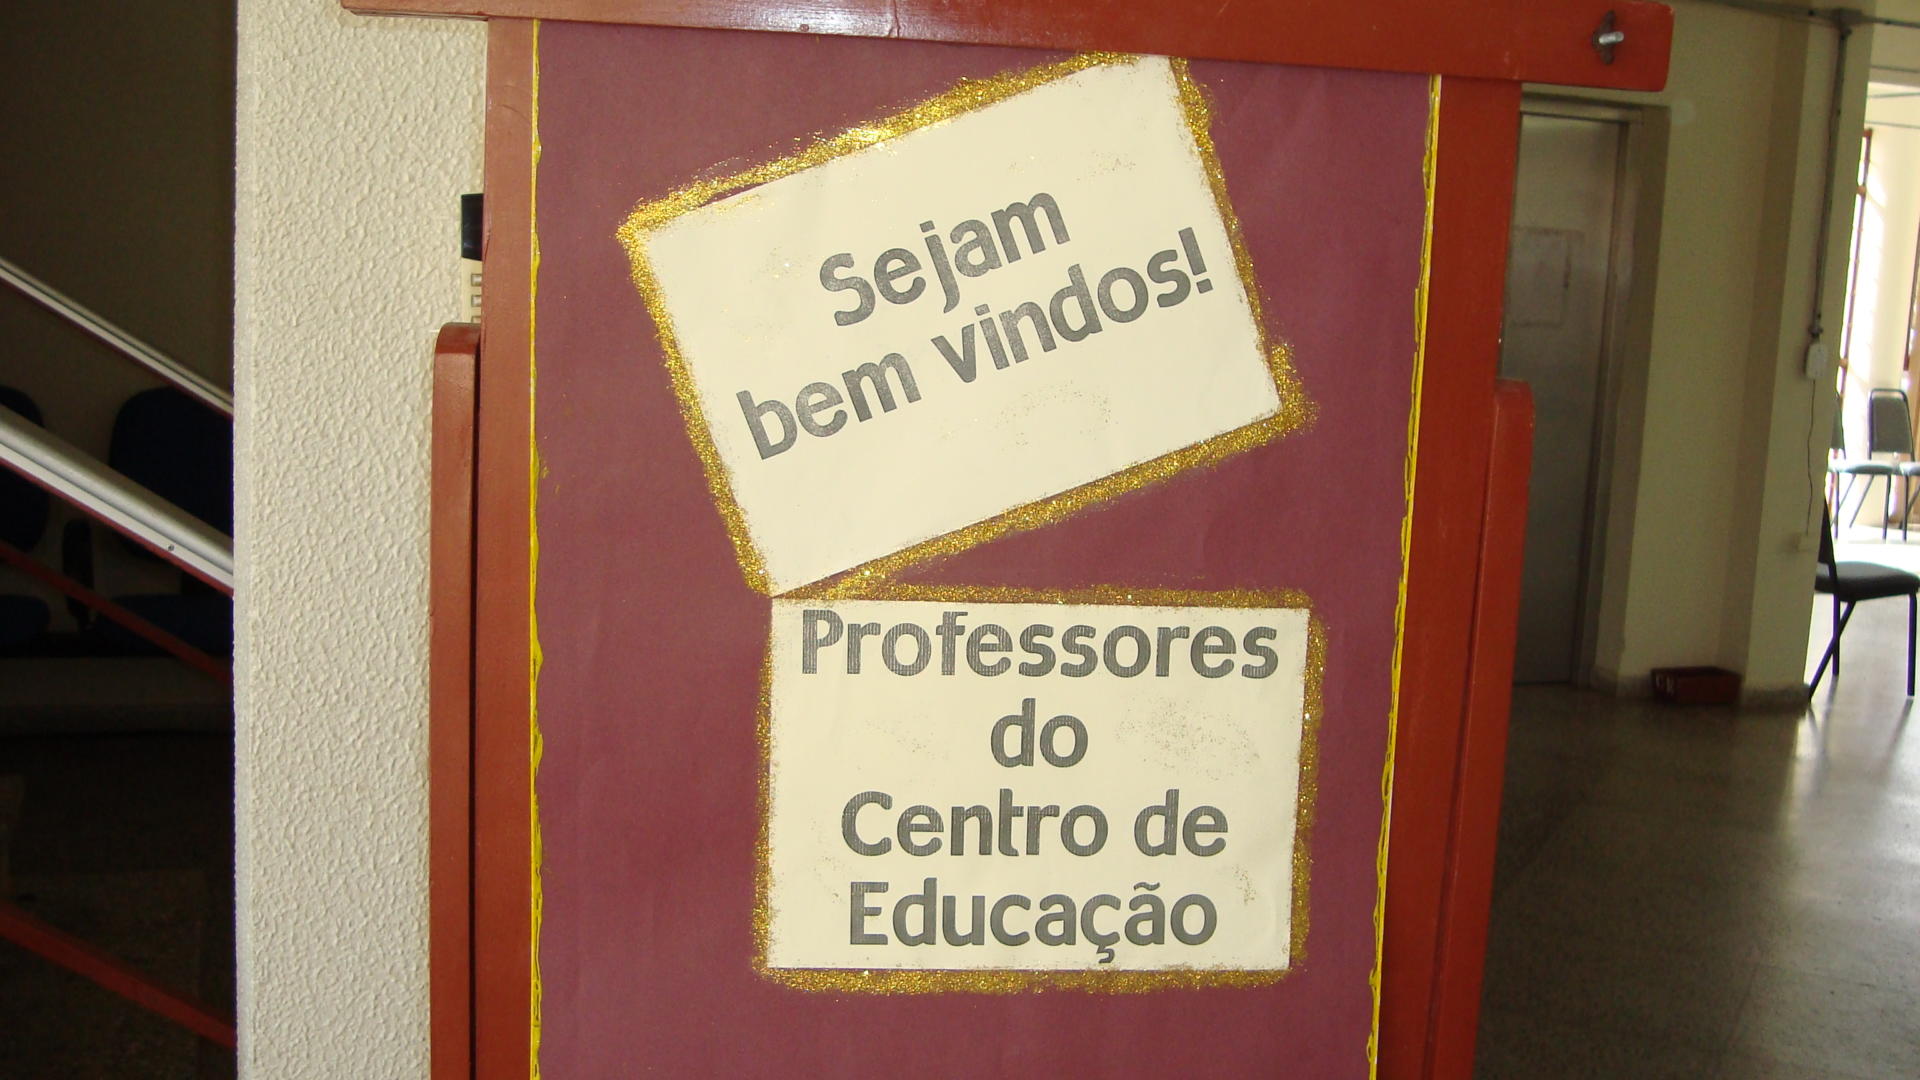 Sejam
bem vindos!
Professores
do
Centro de
Educação